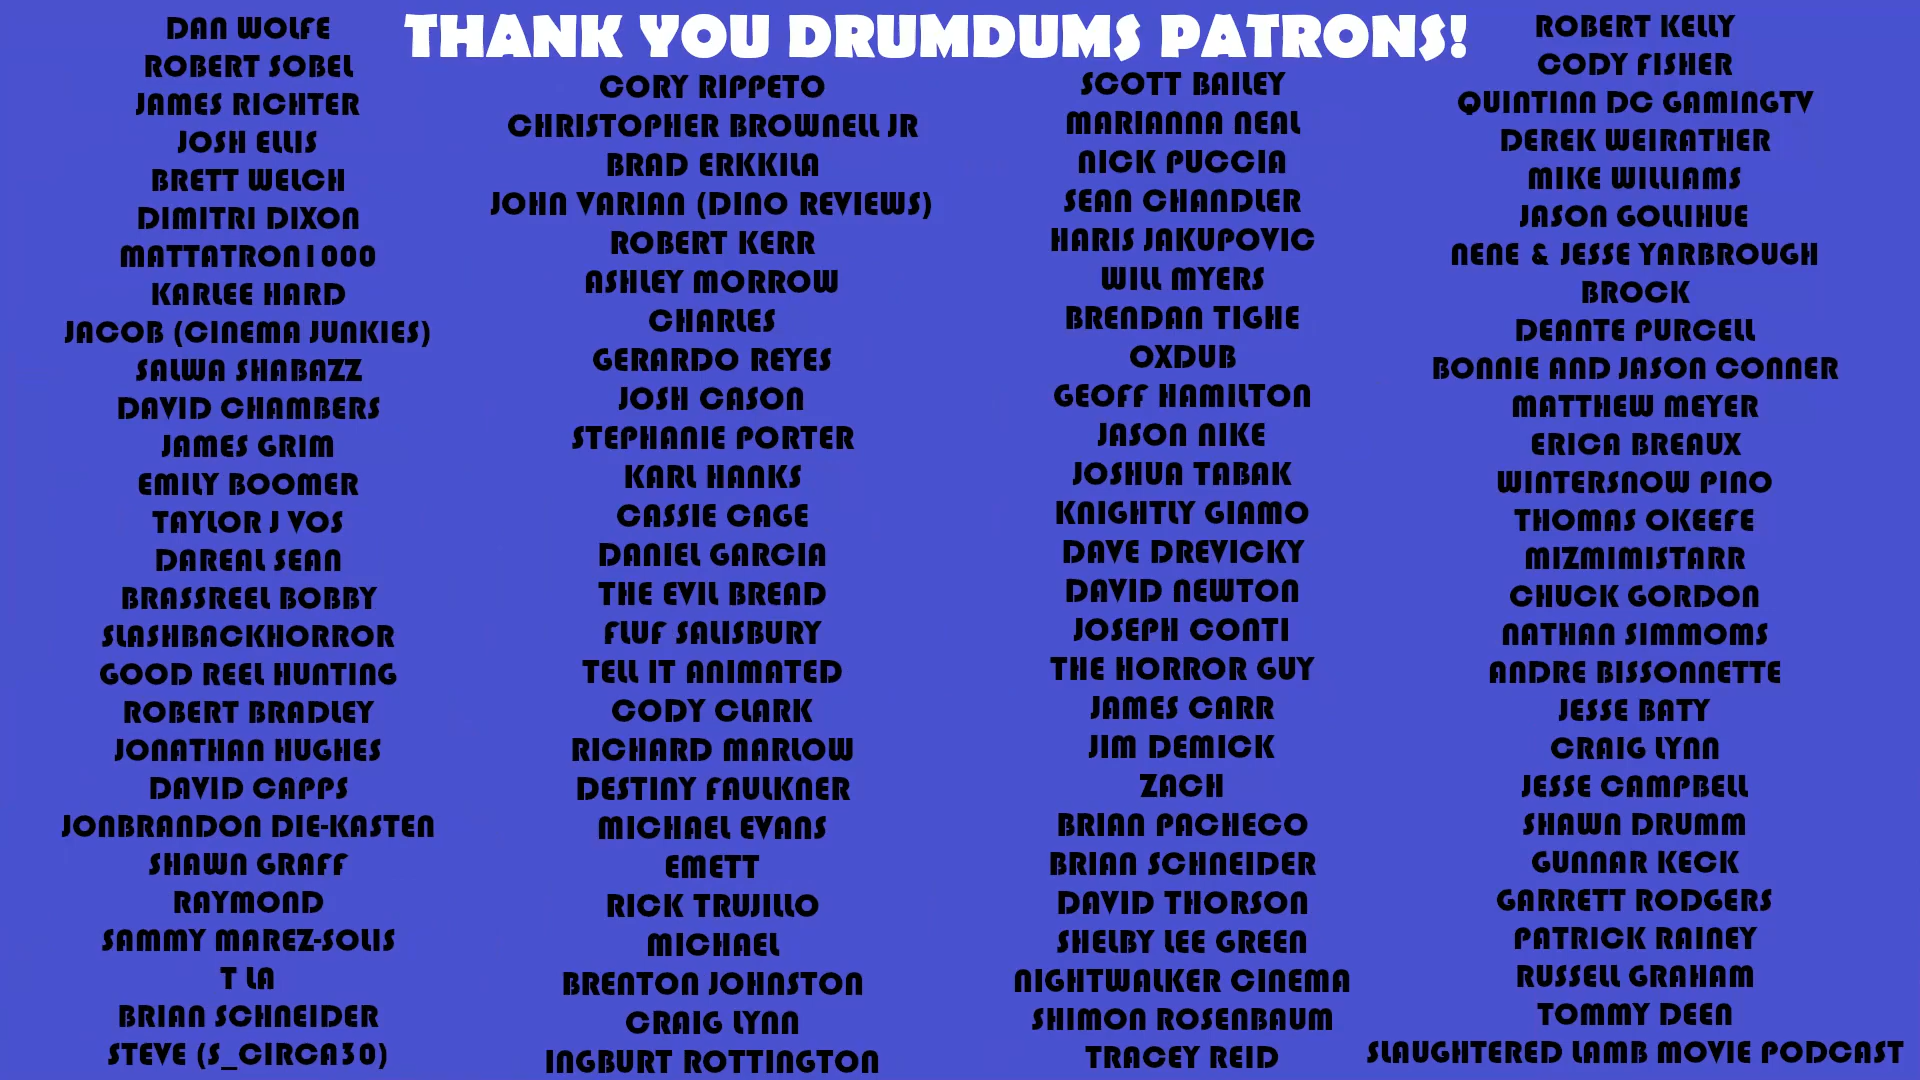 THANK YOU DRUMDUMS PATRONS!
DAN WOLFE
ROBERT SOBEL
JAMES RICHTER
JOSH ELLIS
BRETT WELCH
DIMITRI DIXON
MATTATRON1000
KARLEE HARD
JACOB (CINEMA JUNKIES)
SALWA SHABAZZ
DAVID CHAMBERS
JAMES GRIM
EMILY BOOMER
TAYLOR J VOS
DAREAL SEAN
BRASSREEL BOBBY
SLASHBACKHORROR
GOOD REEL HUNTING
ROBERT BRADLEY
JONATHAN HUGHES
DAVID CAPPS
JONBRANDON DIE-KASTEN
SHAWN GRAFF
RAYMOND
SAMMY MAREZ-SOLIS
T LA
BRIAN SCHNEIDER
STEVE (S_CIRCA30)
CORY RIPPETO
CHRISTOPHER BROWNELL JR
BRAD ERKKILA
JOHN VARIAN (DINO REVIEWS)
ROBERT KERR
ASHLEY MORROW
CHARLES
GERARDO REYES
JOSH CASON
STEPHANIE PORTER
KARL HANKS
CASSIE CAGE
DANIEL GARCIA
THE EVIL BREAD
FLUF SALISBURY
TELL IT ANIMATED
CODY CLARK
RICHARD MARLOW
DESTINY FAULKNER
MICHAEL EVANS
EMETT
RICK TRUJILLO
MICHAEL
BRENTON JOHNSTON
CRAIG LYNN
INGBURT ROTTINGTON
SCOTT BAILEY
MARIANNA NEAL
NICK PUCCIA
SEAN CHANDLER
HARIS JAKUPOVIC
WILL MYERS
BRENDAN TIGHE
OXDUB
GEOFF HAMILTON
JASON NIKE
JOSHUA TABAK
KNIGHTLY GIAMO
DAVE DREVICKY
DAVID NEWTON
JOSEPH CONTI
THE HORROR GUY
JAMES CARR
JIM DEMICK
ZACH
BRIAN PACHECO
BRIAN SCHNEIDER
DAVID THORSON
SHELBY LEE GREEN
NIGHTWALKER CINEMA
SHIMON ROSENBAUM
TRACEY REID
ROBERT KELLY
CODY FISHER
QUINTINN DC GAMINGTV
DEREK WEIRATHER
MIKE WILLIAMS
JASON GOLLIHUE
NENE & JESSE YARBROUGH
BROCK
DEANTE PURCELL
BONNIE AND JASON CONNER
MATTHEW MEYER
ERICA BREAUX
WINTERSNOW PINO
THOMAS OKEEFE
MIZMIMISTARR
CHUCK GORDON
NATHAN SIMMOMS
ANDRE BISSONNETTE
JESSE BATY
CRAIG LYNN
JESSE CAMPBELL
SHAWN DRUMM
GUNNAR KECK
GARRETT RODGERS
PATRICK RAINEY
RUSSELL GRAHAM
TOMMY DEEN
SLAUGHTERED LAMB MOVIE PODCAST